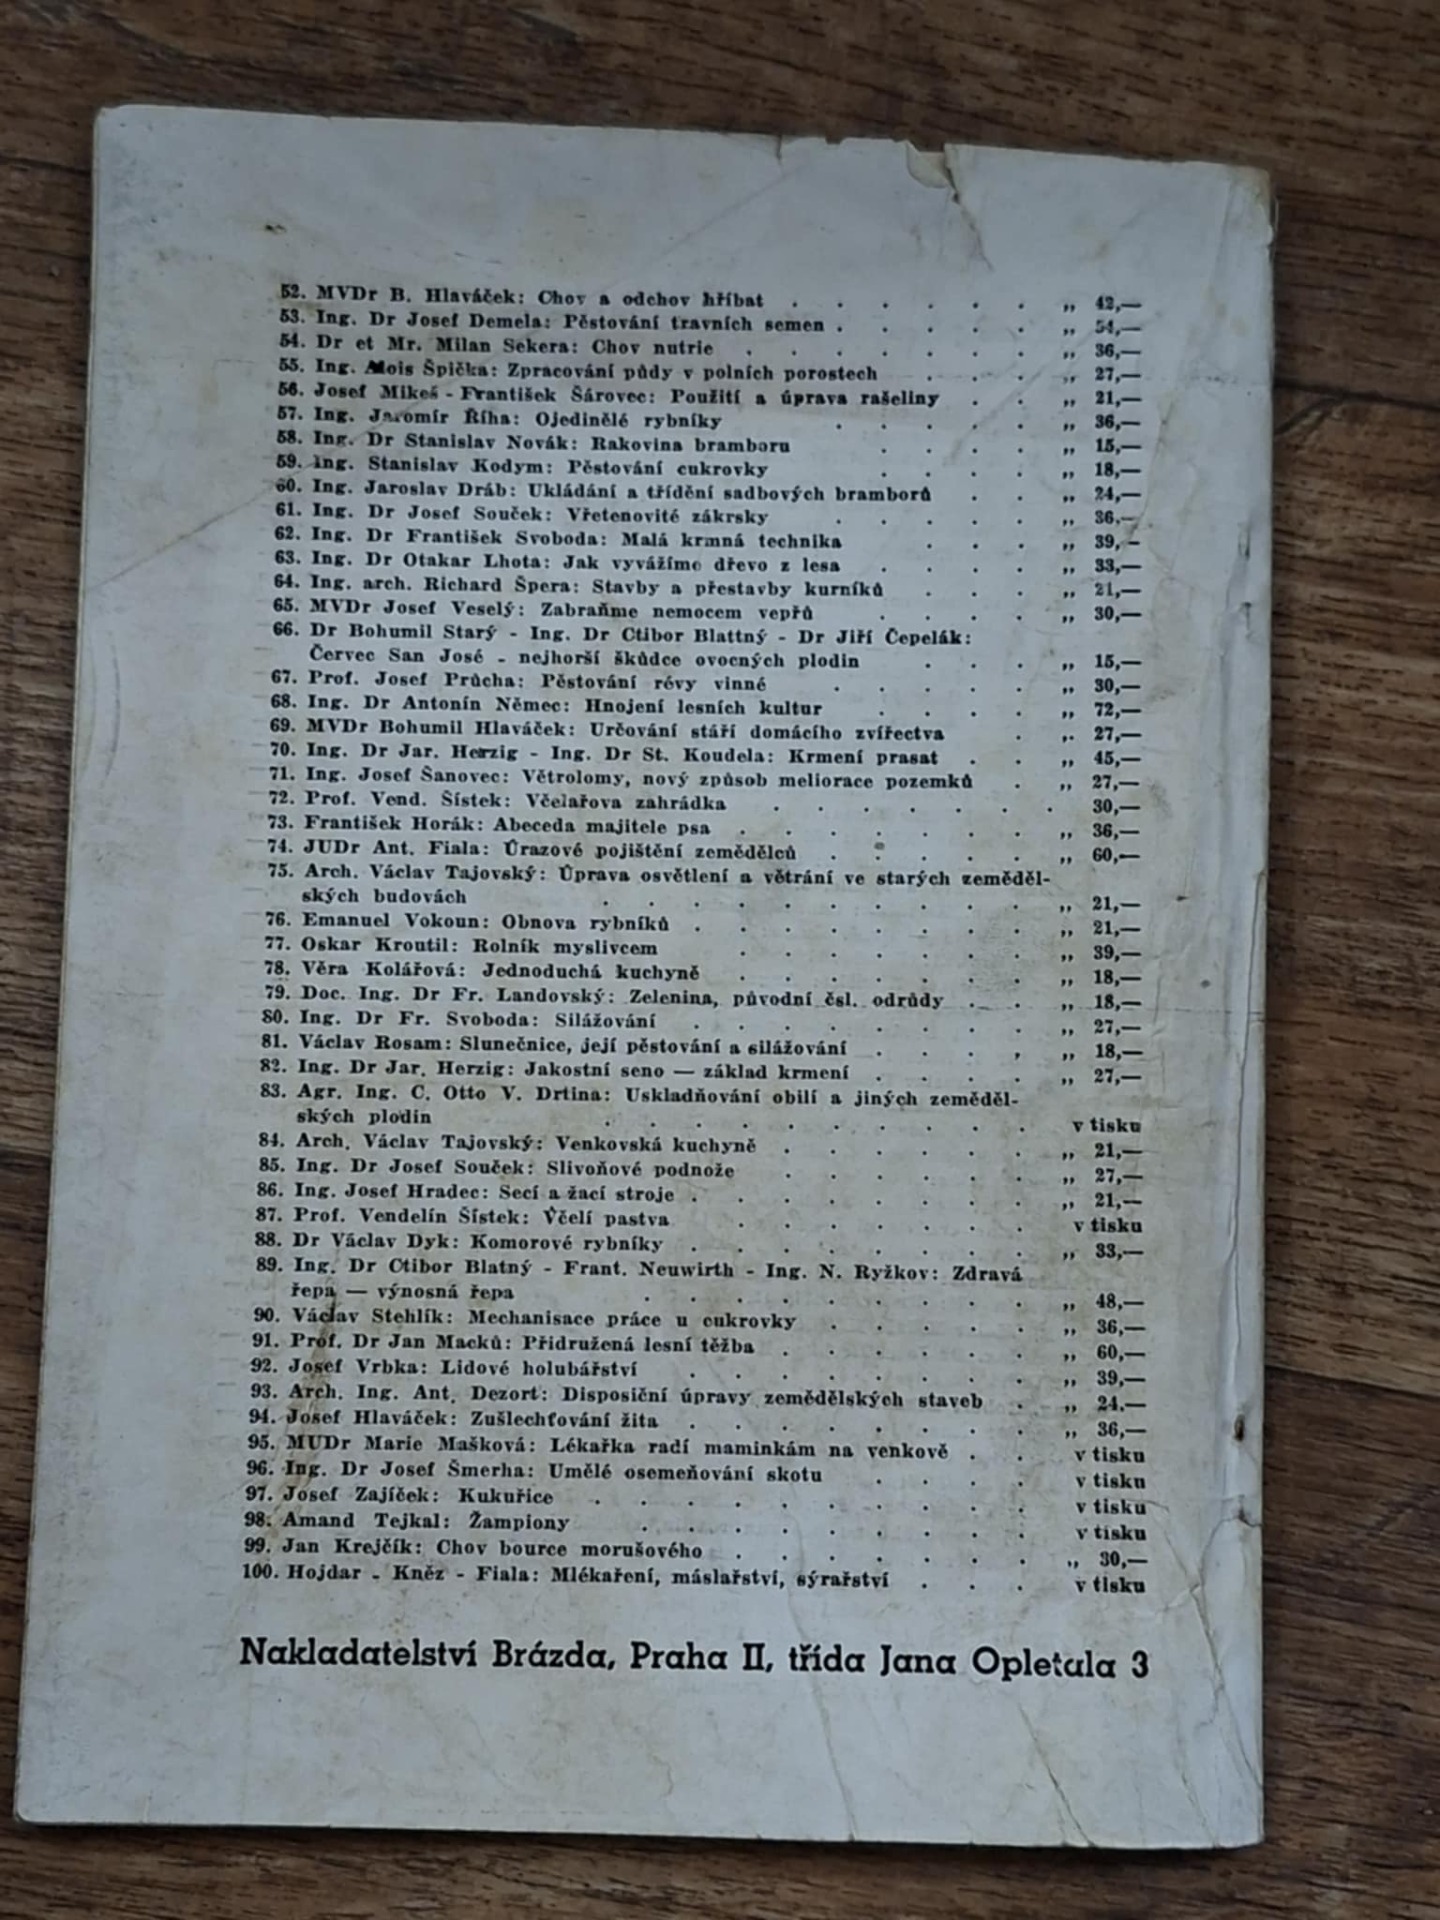 52. MVDr B. Hlaváček: Chov a odchov hříbat . . . . . . „ 42,—
53. Ing. Dr Josef Demela: Pěstování travních semen . . . . . „ 54,—
54. Dr et Mr. Milan Sekera: Chov nutrie . . . . . . . „ 36,—
55. Ing. Alois Špička: Zpracování půdy v polních porostech . . . „ 27,—
56. Josef Mikeš - František Šárovec: Použití a úprava rašeliny . . „ 21,—
57. Ing. Jaromír Říha: Ojedinělé rybníky . . . . . „ 36,—
58. Ing. Dr Stanislav Novák: Rakovina bramboru . . . . „ 15,—
59. Ing. Stanislav Kodym: Pěstování cukrovky . . . . „ 18,—
60. Ing. Jaroslav Dráb: Ukládání a třídění sadbových bramborů . . „ 24,—
61. Ing. Dr Josef Souček: Vřetenovité zákrsky . . . . . „ 36,—
62. Ing. Dr František Svoboda: Malá krmná technika . . . „ 39,—
63. Ing. Dr Otakar Lhota: Jak vyvážíme dřevo z lesa . . . . „ 33,—
64. Ing. arch. Richard Špera: Stavby a přestavby kurníků . . . „ 21,—
65. MVDr Josef Veselý: Zabraňme nemocem vepřů . . . . „ 30,—
66. Dr Bohumil Starý - Ing. Dr Ctibor Blattný - Dr Jiří Čepelák:
Červec San José - nejhorší škůdce ovocných plodin . . . „ 15,—
67. Prof. Josef Průcha: Pěstování révy vinné . . . . . „ 30,—
68. Ing. Dr Antonín Němec: Hnojení lesních kultur . . . . „ 72,—
69. MVDr Bohumil Hlaváček: Určování stáří domácího zvířectva . „ 27,—
70. Ing. Dr Jar. Herzig - Ing. Dr St. Koudela: Krmení prasat . . „ 45,—
71. Ing. Josef Šanovec: Větrolomy, nový způsob meliorace pozemků . „ 27,—
72. Prof. Vend. Šístek: Včelařova zahrádka . . . . . . . 30,—
73. František Horák: Abeceda majitele psa . . . . . . . „ 36,—
74. JUDr Ant. Fiala: Úrazové pojištění zemědělců . . . . . „ 60,—
75. Arch. Václav Tajovský: Úprava osvětlení a větrání ve starých zeměděl-
ských budovách . . . . . . . . . . „ 21,—
76. Emanuel Vokoun: Obnova rybníků . . . . . . . . „ 21,—
77. Oskar Kroutil: Rolník myslivcem . . . . . . . „ 39,—
78. Věra Kolářová: Jednoduchá kuchyně . . . . . . . „ 18,—
79. Doc. Ing. Dr Fr. Landovský: Zelenina, původní čsl. odrůdy . . „ 18,—
80. Ing. Dr Fr. Svoboda: Silážování . . . . . . . . „ 27,—
81. Václav Rosam: Slunečnice, její pěstování a silážování . . . . „ 18,—
82. Ing. Dr Jar. Herzig: Jakostní seno — základ krmení . . . . „ 27,—
83. Agr. Ing. C. Otto V. Drtina: Uskladňování obilí a jiných zeměděl-
ských plodin . . . . . . . . . . v tisku
84. Arch. Václav Tajovský: Venkovská kuchyně . . . . . . „ 21,—
85. Ing. Dr Josef Souček: Slivoňové podnože . . . . . . „ 27,—
86. Ing. Josef Hradec: Secí a žací stroje . . . . . . . . „ 21,—
87. Prof. Vendelín Šístek: Včelí pastva . . . . . . . v tisku
88. Dr Václav Dyk: Komorové rybníky . . . . . . . . „ 33,—
89. Ing. Dr Ctibor Blatný - Frant. Neuwirth - Ing. N. Ryžkov: Zdravá
řepa — výnosná řepa . . . . . . . . . „ 48,—
90. Václav Stehlík: Mechanisace práce u cukrovky . . . . . „ 36,—
91. Prof. Dr Jan Macků: Přidružená lesní těžba . . . . . . „ 60,—
92. Josef Vrbka: Lidové holubářství . . . . . . . . „ 39,—
93. Arch. Ing. Ant. Dezort: Disposiční úpravy zemědělských staveb . „ 24,—
94. Josef Hlaváček: Zušlechťování žita . . . . . . . . „ 36,—
95. MUDr Marie Mašková: Lékařka radí maminkám na venkově . . v tisku
96. Ing. Dr Josef Šmerha: Umělé osemeňování skotu . . . . v tisku
97. Josef Zajíček: Kukuřice . . . . . . . . . . v tisku
98. Amand Tejkal: Žampiony . . . . . . . . . v tisku
99. Jan Krejčík: Chov bource morušového . . . . . . . „ 30,—
100. Hojdar - Kněz - Fiala: Mlékaření, máslařství, sýrařství . . . v tisku
Nakladatelství Brázda, Praha II, třída Jana Opletala 3